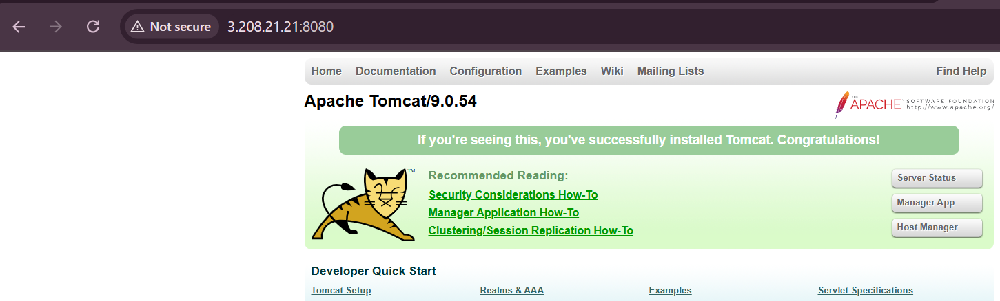 Not secure 3.208.21.21:8080
Home Documentation Configuration Examples Wiki Mailing Lists Find Help
Apache Tomcat/9.0.54
THE APACHE SOFTWARE FOUNDATION
http://www.apache.org/
If you're seeing this, you've successfully installed Tomcat. Congratulations!
TM
Recommended Reading:
Security Considerations How-To
Manager Application How-To
Clustering/Session Replication How-To
Server Status
Manager App
Host Manager
Developer Quick Start
Tomcat Setup Realms & AAA Examples Servlet Specifications